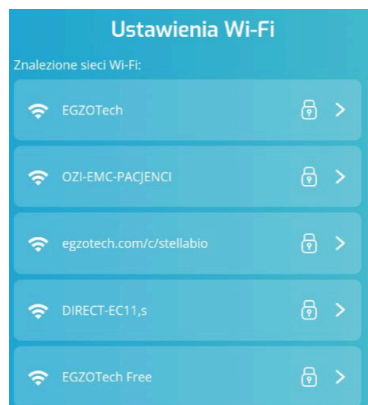 Ustawienia Wi-Fi
Znalezione sieci Wi-Fi:
EGZOTech
OZI-EMC-PACJENCI
egzotech.com/c/stellabio
DIRECT-EC11,s
EGZOTech Free